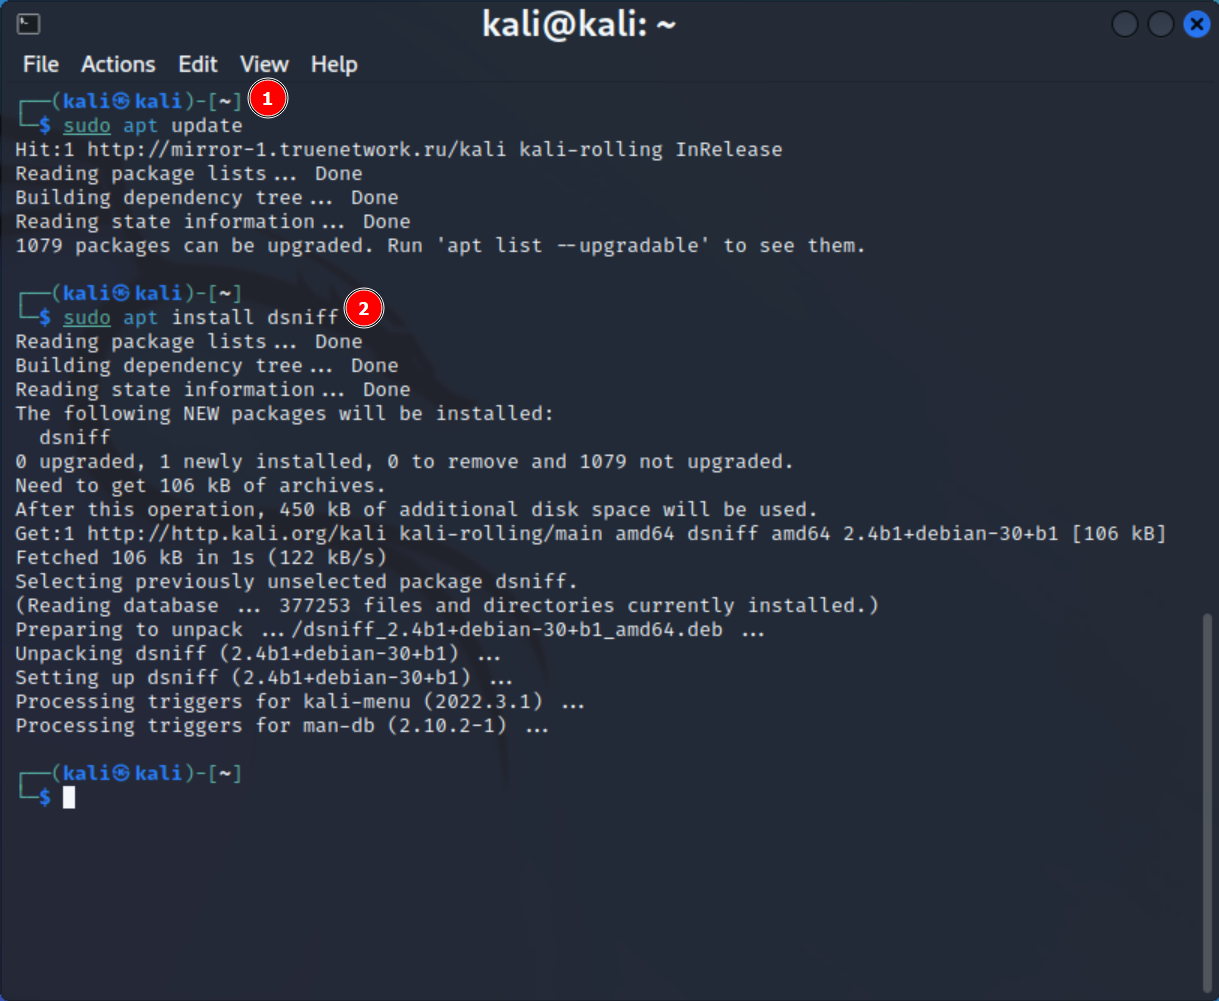 kali@kali: ~
File Actions Edit View Help
┌──(kali㉿kali)-[~] 1
└─$ sudo apt update
Hit:1 http://mirror-1.truenetwork.ru/kali kali-rolling InRelease
Reading package lists... Done
Building dependency tree... Done
Reading state information... Done
1079 packages can be upgraded. Run 'apt list --upgradable' to see them.
┌──(kali㉿kali)-[~]
└─$ sudo apt install dsniff 2
Reading package lists... Done
Building dependency tree... Done
Reading state information... Done
The following NEW packages will be installed:
  dsniff
0 upgraded, 1 newly installed, 0 to remove and 1079 not upgraded.
Need to get 106 kB of archives.
After this operation, 450 kB of additional disk space will be used.
Get:1 http://http.kali.org/kali kali-rolling/main amd64 dsniff amd64 2.4b1+debian-30+b1 [106 kB]
Fetched 106 kB in 1s (122 kB/s)
Selecting previously unselected package dsniff.
(Reading database ... 377253 files and directories currently installed.)
Preparing to unpack .../dsniff_2.4b1+debian-30+b1_amd64.deb ...
Unpacking dsniff (2.4b1+debian-30+b1) ...
Setting up dsniff (2.4b1+debian-30+b1) ...
Processing triggers for kali-menu (2022.3.1) ...
Processing triggers for man-db (2.10.2-1) ...
┌──(kali㉿kali)-[~]
└─$